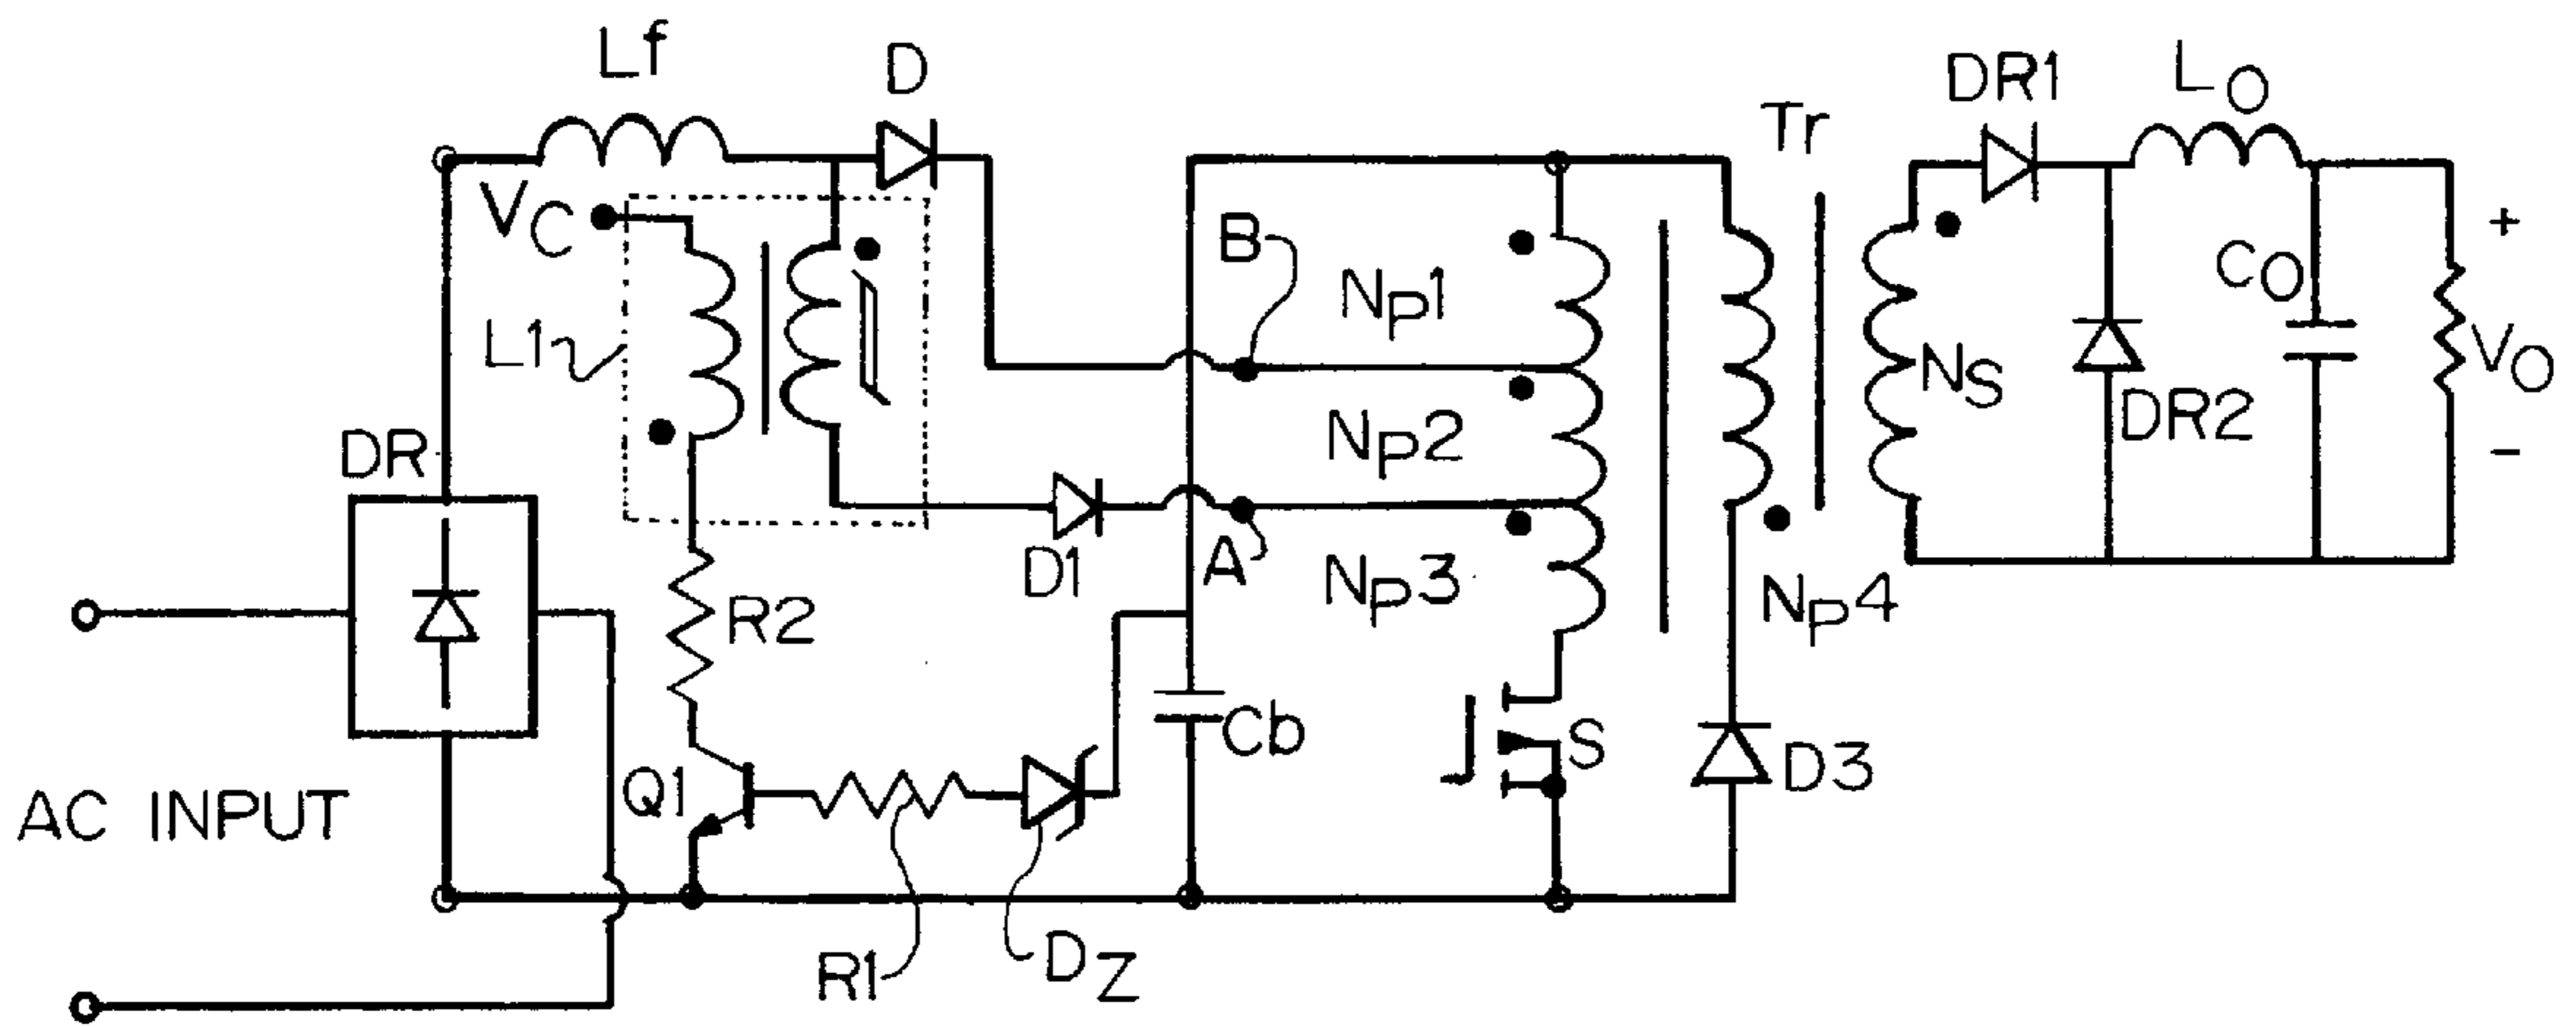 Lf
D
DR1
LO
Tr
VC
B
+
NP1
CO
L1
NS
VO
DR
NP2
DR2
−
D1
A
NP3
NP4
R2
Cb
S
Q1
D3
AC INPUT
R1
DZ